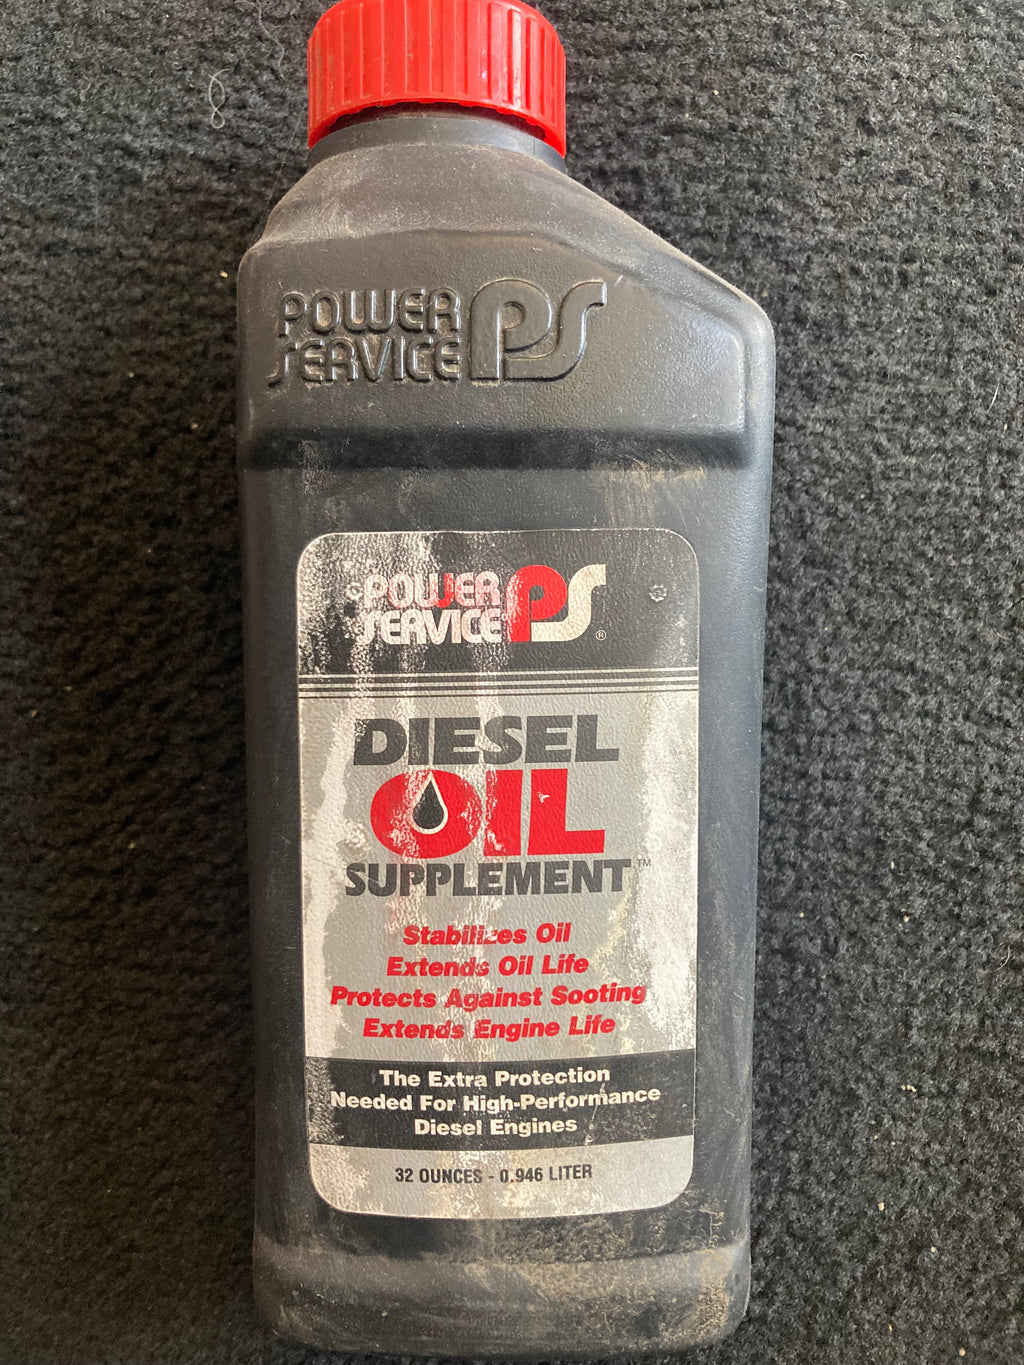 POWER
SERVICE PS
POWER
SERVICE PS®
DIESEL
OIL
SUPPLEMENT™
Stabilizes Oil
Extends Oil Life
Protects Against Sooting
Extends Engine Life
The Extra Protection
Needed For High-Performance
Diesel Engines
32 OUNCES - 0.946 LITER